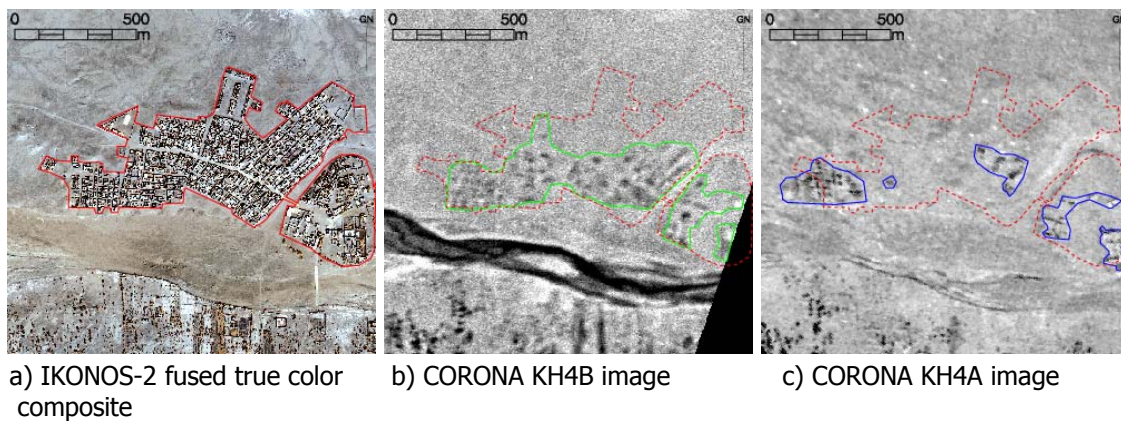 0 500 GN
m
0 500 GN
m
0 500 GN
m
a) IKONOS-2 fused true color
composite
b) CORONA KH4B image
c) CORONA KH4A image